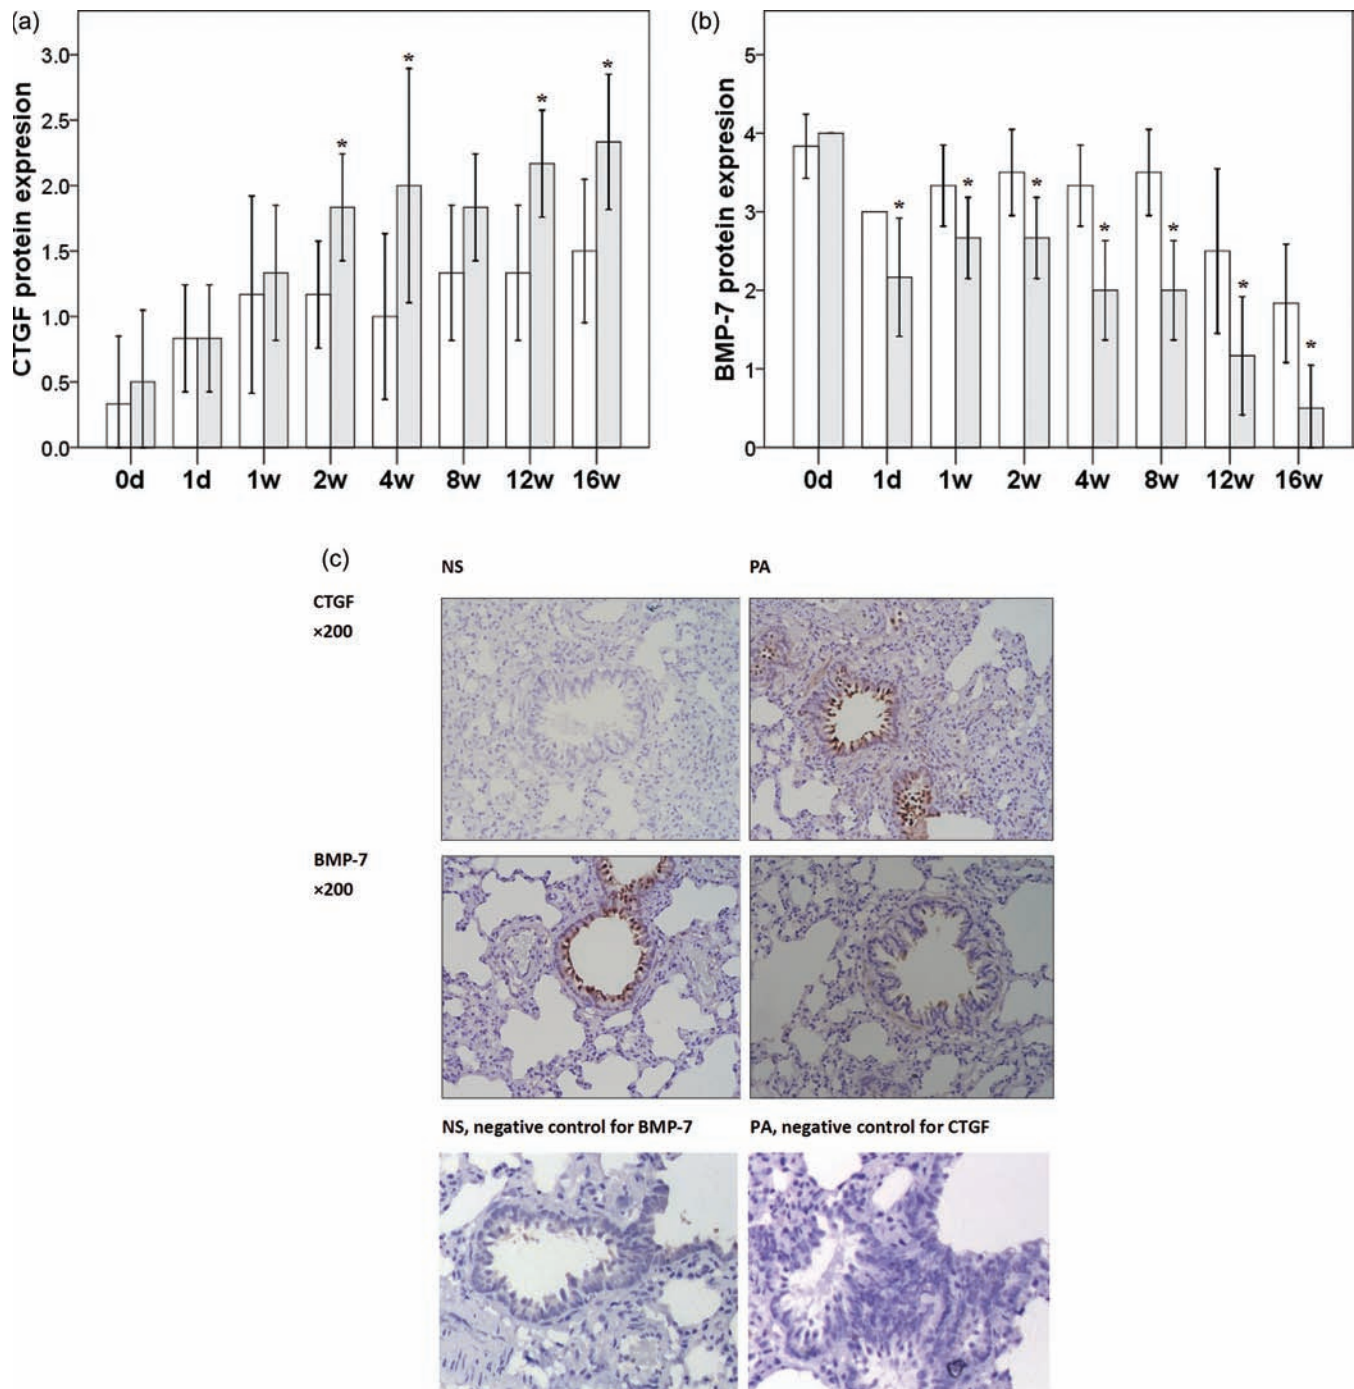 (a)
CTGF protein expresion
3.0
2.5
2.0
1.5
1.0
0.5
0.0
* * * * *
0d 1d 1w 2w 4w 8w 12w 16w
(b)
BMP-7 protein expresion
5
4
3
2
1
0
* * * * * * *
0d 1d 1w 2w 4w 8w 12w 16w
(c)
NS PA
CTGF
×200
BMP-7
×200
NS, negative control for BMP-7 PA, negative control for CTGF